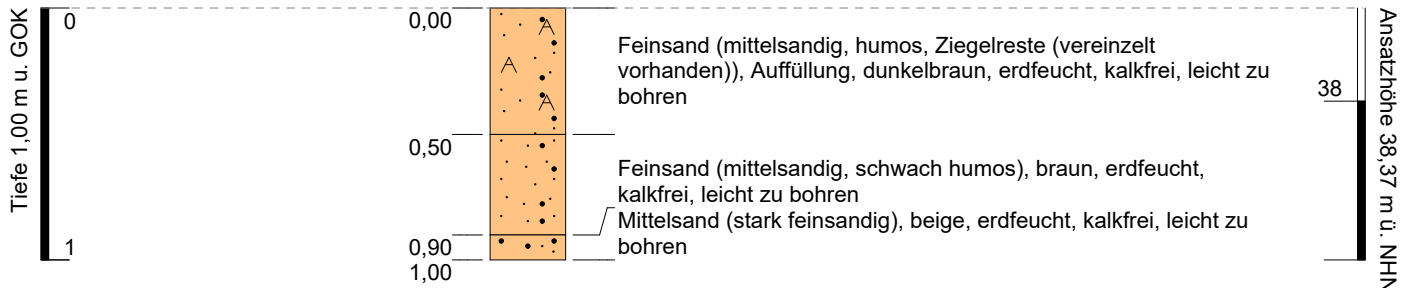 Tiefe 1,00 m u. GOK
0
1
0,00
0,50
0,90
1,00
A
A
A
Feinsand (mittelsandig, humos, Ziegelreste (vereinzelt
vorhanden)), Auffüllung, dunkelbraun, erdfeucht, kalkfrei, leicht zu
bohren
Feinsand (mittelsandig, schwach humos), braun, erdfeucht,
kalkfrei, leicht zu bohren
Mittelsand (stark feinsandig), beige, erdfeucht, kalkfrei, leicht zu
bohren
38
Ansatzhöhe 38,37 m ü. NHN